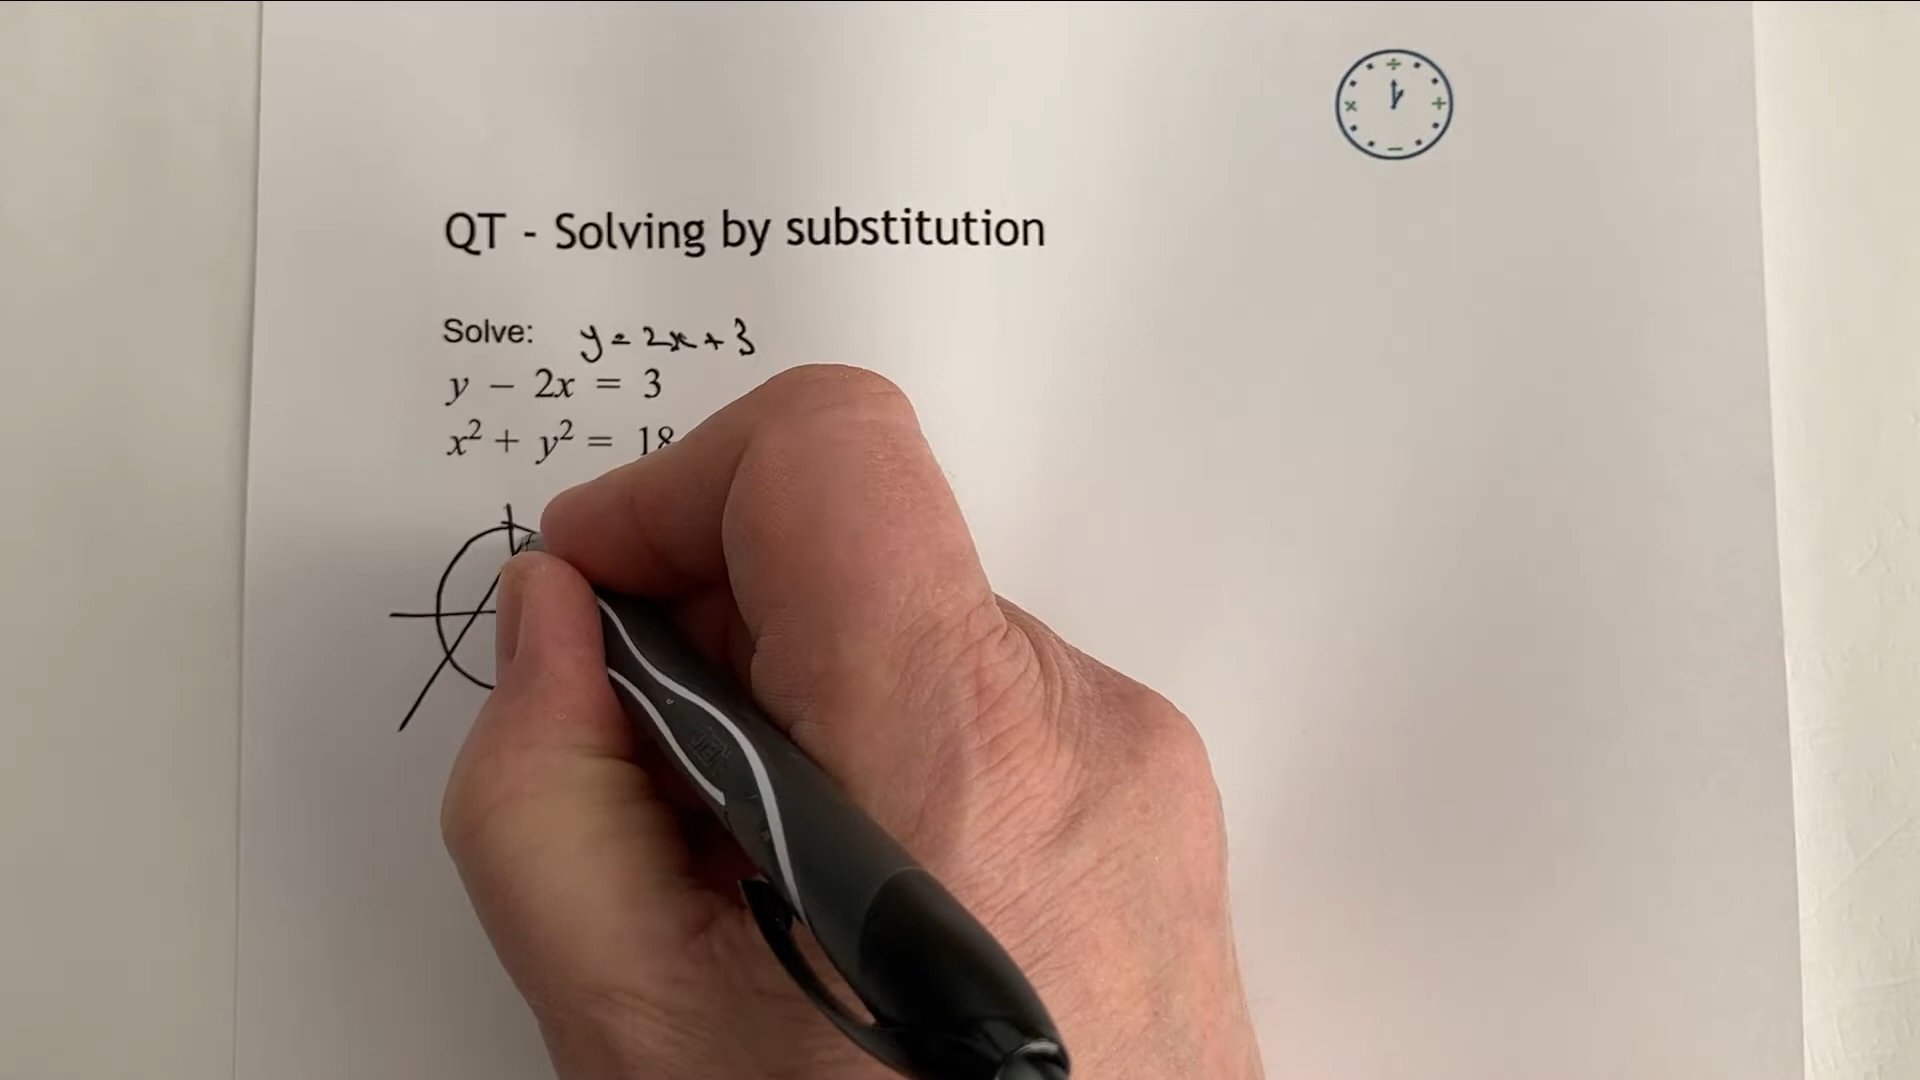 QT - Solving by substitution
Solve: y = 2x + 3
y − 2x = 3
x² + y² = 18